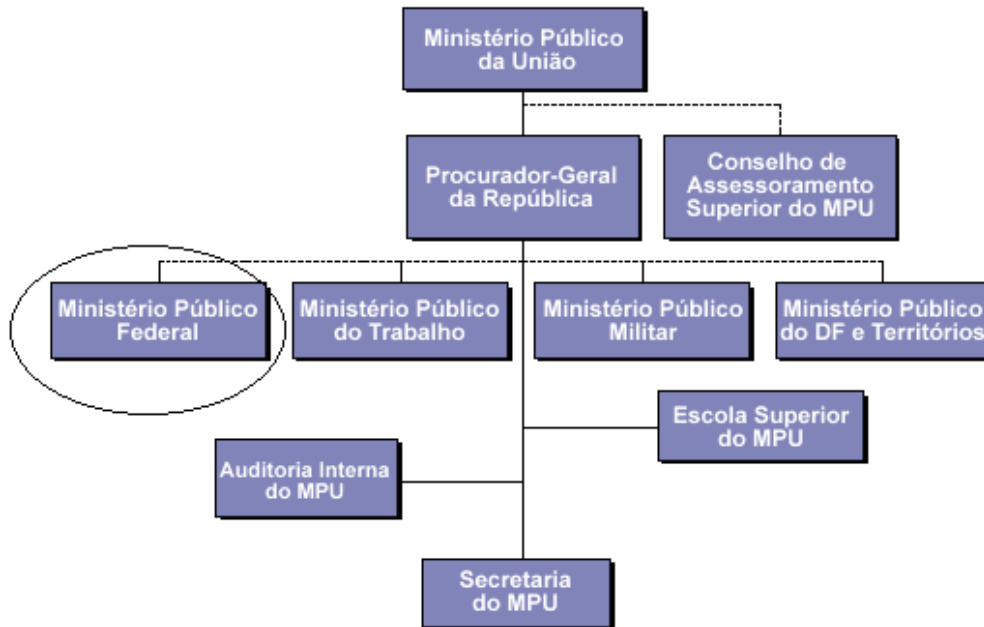 Ministério Público
da União
Procurador-Geral
da República
Conselho de
Assessoramento
Superior do MPU
Ministério Público
Federal
Ministério Público
do Trabalho
Ministério Público
Militar
Ministério Público
do DF e Territórios
Escola Superior
do MPU
Auditoria Interna
do MPU
Secretaria
do MPU